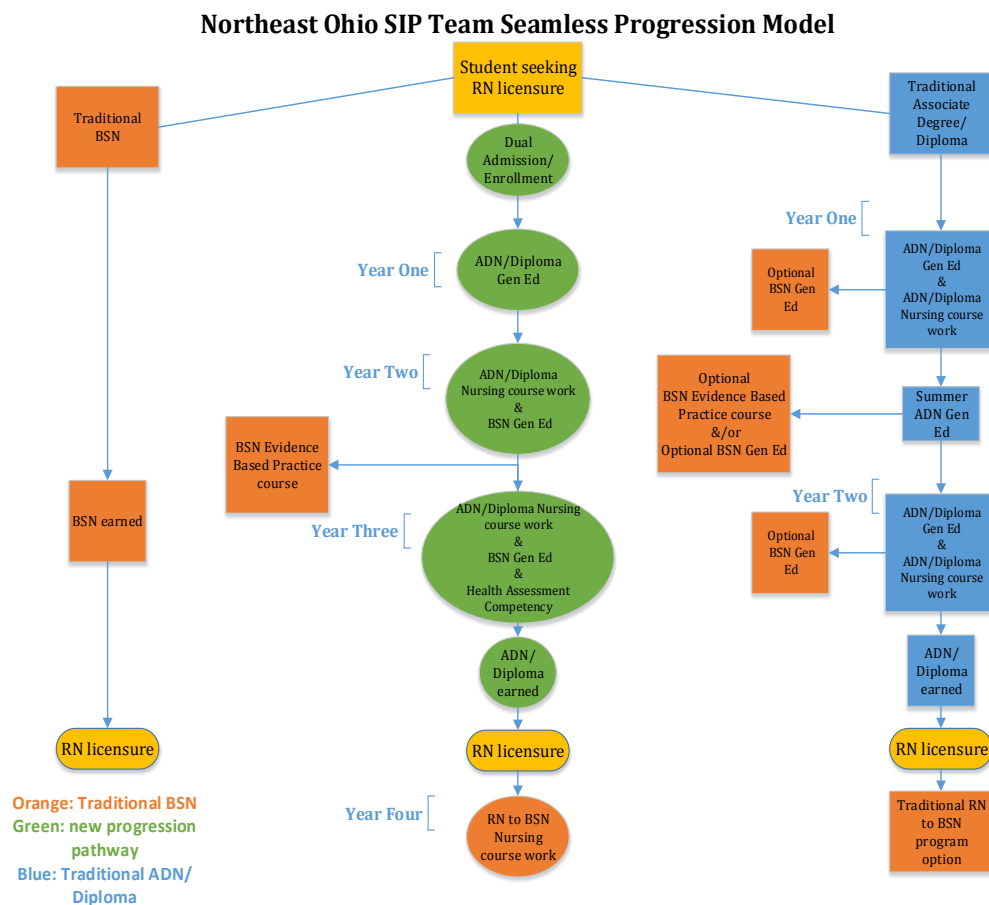 Northeast Ohio SIP Team Seamless Progression Model
Student seeking
RN licensure
Traditional
BSN
Traditional
Associate
Degree/
Diploma
Dual
Admission/
Enrollment
Year One
ADN/Diploma
Gen Ed
Year One
Optional
BSN Gen
Ed
ADN/Diploma
Gen Ed
&
ADN/Diploma
Nursing course
work
Year Two
ADN/Diploma
Nursing course work
&
BSN Gen Ed
Optional
BSN Evidence Based
Practice course
&/or
Optional BSN Gen Ed
Summer
ADN Gen
Ed
BSN Evidence
Based Practice
course
BSN earned
Year Three
ADN/Diploma Nursing
course work
&
BSN Gen Ed
&
Health Assessment
Competency
Year Two
Optional
BSN Gen
Ed
ADN/Diploma
Gen Ed
&
ADN/Diploma
Nursing course
work
ADN/
Diploma
earned
ADN/
Diploma
earned
RN licensure
RN licensure
RN licensure
Year Four
RN to BSN
Nursing
course work
Traditional RN
to BSN
program
option
Orange: Traditional BSN
Green: new progression
pathway
Blue: Traditional ADN/
Diploma